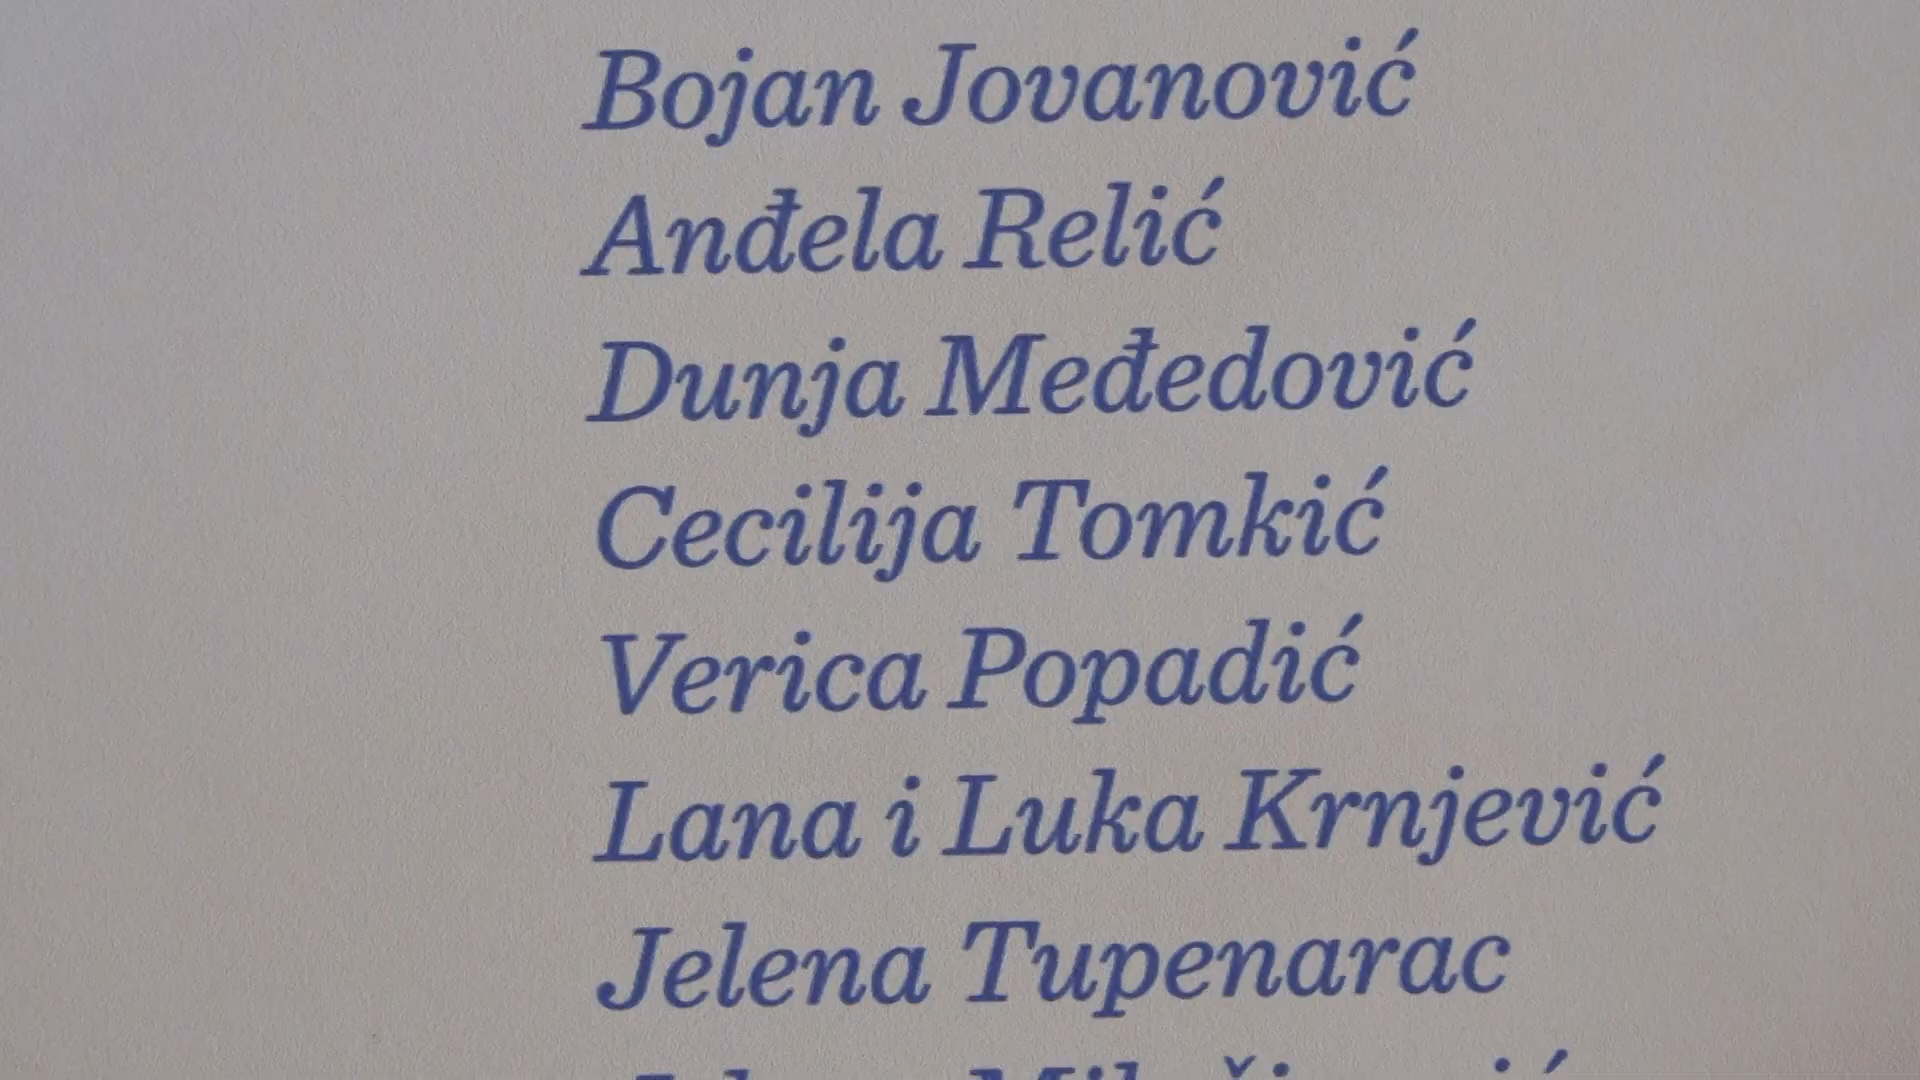 Bojan Jovanović
Anđela Relić
Dunja Međedović
Cecilija Tomkić
Verica Popadić
Lana i Luka Krnjević
Jelena Tupenarac